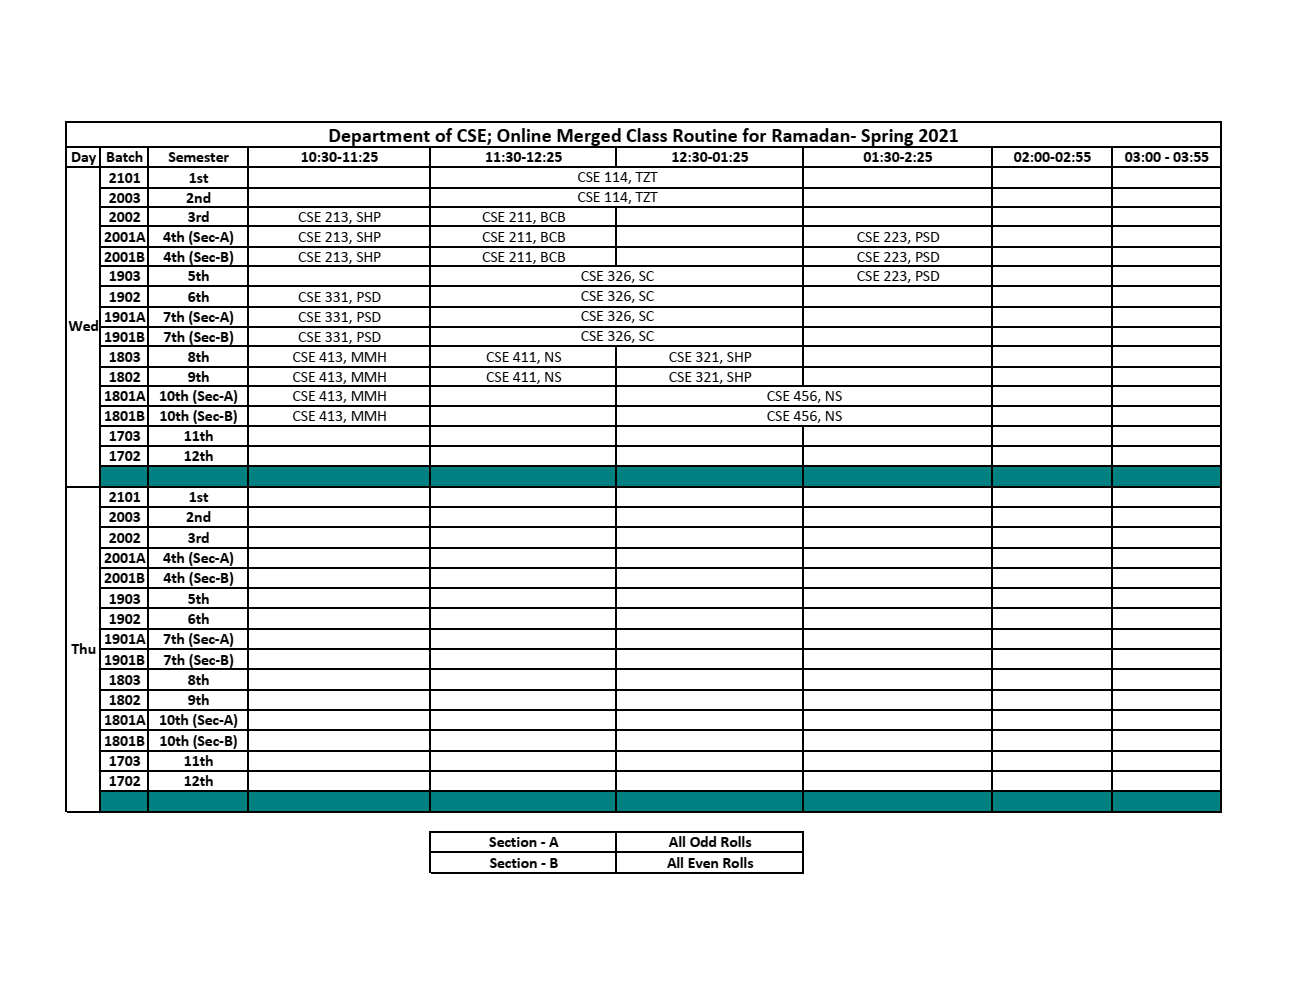 Department of CSE; Online Merged Class Routine for Ramadan- Spring 2021
Day Batch Semester 10:30-11:25 11:30-12:25 12:30-01:25 01:30-2:25 02:00-02:55 03:00 - 03:55
2101 1st CSE 114, TZT
2003 2nd CSE 114, TZT
2002 3rd CSE 213, SHP CSE 211, BCB
2001A 4th (Sec-A) CSE 213, SHP CSE 211, BCB CSE 223, PSD
2001B 4th (Sec-B) CSE 213, SHP CSE 211, BCB CSE 223, PSD
1903 5th CSE 326, SC CSE 223, PSD
1902 6th CSE 331, PSD CSE 326, SC
1901A 7th (Sec-A) CSE 331, PSD CSE 326, SC
Wed
1901B 7th (Sec-B) CSE 331, PSD CSE 326, SC
1803 8th CSE 413, MMH CSE 411, NS CSE 321, SHP
1802 9th CSE 413, MMH CSE 411, NS CSE 321, SHP
1801A 10th (Sec-A) CSE 413, MMH CSE 456, NS
1801B 10th (Sec-B) CSE 413, MMH CSE 456, NS
1703 11th
1702 12th
2101 1st
2003 2nd
2002 3rd
2001A 4th (Sec-A)
2001B 4th (Sec-B)
1903 5th
1902 6th
1901A 7th (Sec-A)
Thu
1901B 7th (Sec-B)
1803 8th
1802 9th
1801A 10th (Sec-A)
1801B 10th (Sec-B)
1703 11th
1702 12th
Section - A All Odd Rolls
Section - B All Even Rolls